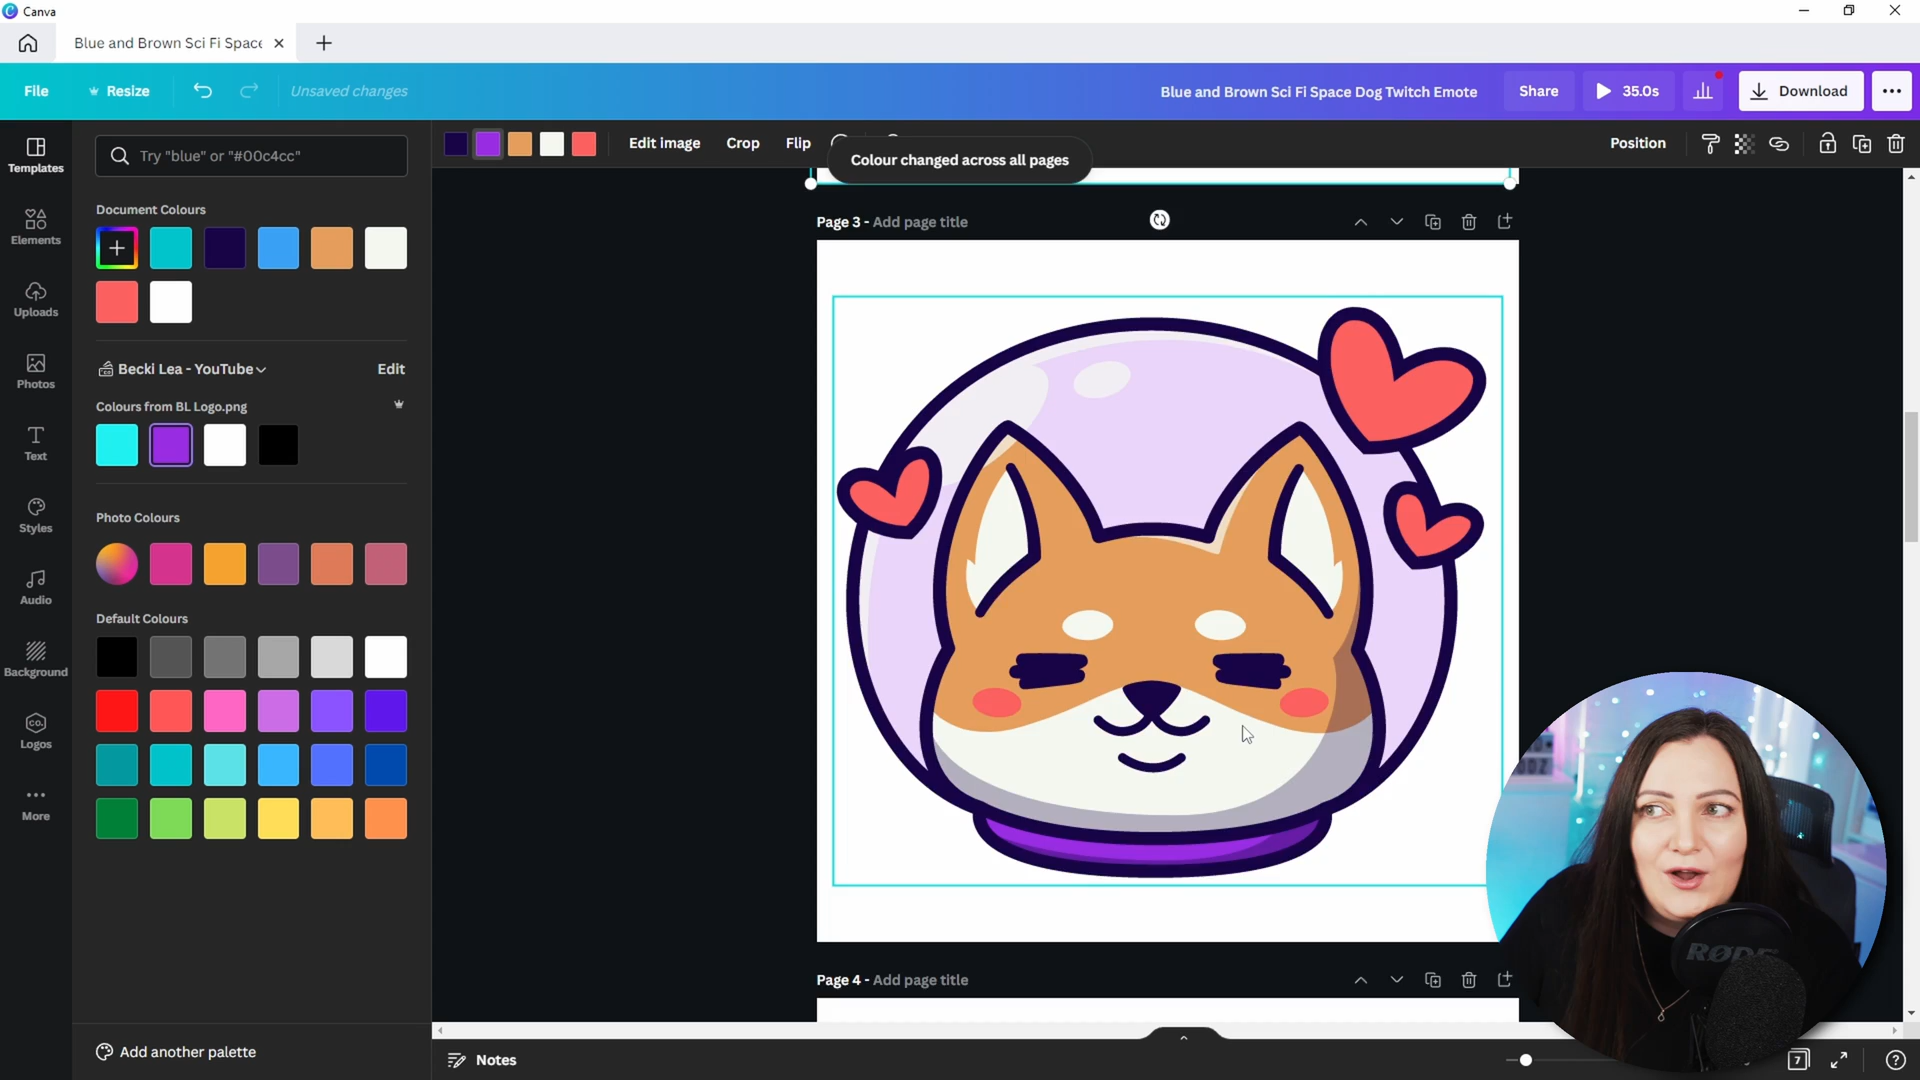 Canva
Blue and Brown Sci Fi Space
File
Resize
Unsaved changes
Blue and Brown Sci Fi Space Dog Twitch Emote
Share
35.0s
Download
Templates
Elements
Uploads
Photos
Text
Styles
Audio
Background
Logos
More
Try "blue" or "#00c4cc"
Document Colours
Becki Lea - YouTube
Edit
Colours from BL Logo.png
Photo Colours
Default Colours
Add another palette
Edit image
Crop
Flip
Colour changed across all pages
Position
Page 3 - Add page title
Page 4 - Add page title
RØDE
Notes
7